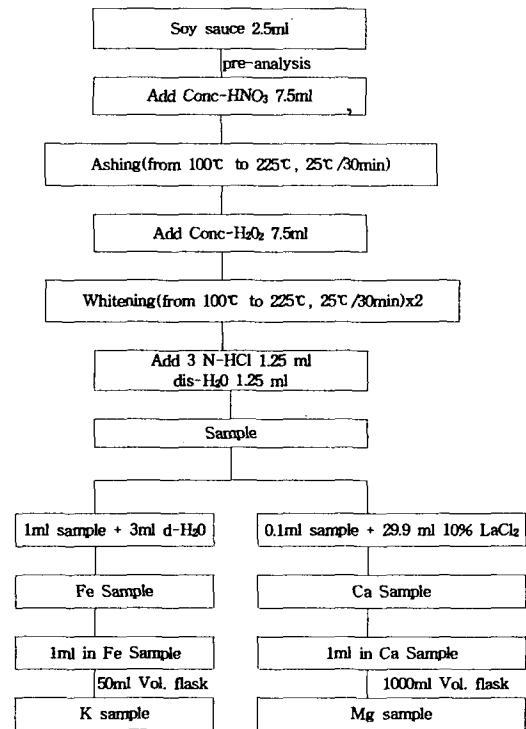 Soy sauce 2.5ml
pre-analysis
Add Conc-HNO₃ 7.5ml
,
Ashing(from 100℃ to 225℃, 25℃/30min)
Add Conc-H₂O₂ 7.5ml
Whitening(from 100℃ to 225℃, 25℃/30min)x2
Add 3 N-HCl 1.25 ml
dis-H₂0 1.25 ml
Sample
1ml sample + 3ml d-H₂0
0.1ml sample + 29.9 ml 10% LaCl₂
Fe Sample
Ca Sample
1ml in Fe Sample
1ml in Ca Sample
50ml Vol. flask
1000ml Vol. flask
K sample
Mg sample